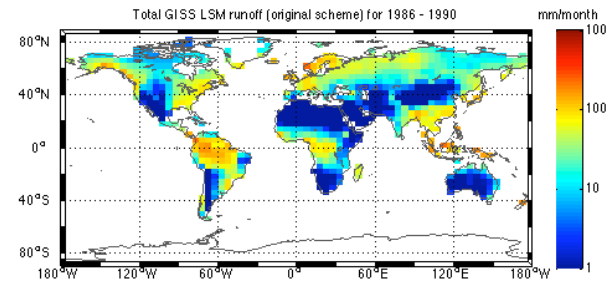 Total GISS LSM runoff (original scheme) for 1986 - 1990
mm/month
80°N
40°N
0°
40°S
80°S
180°W 120°W 60°W 0° 60°E 120°E 180°W
100
100
10
1